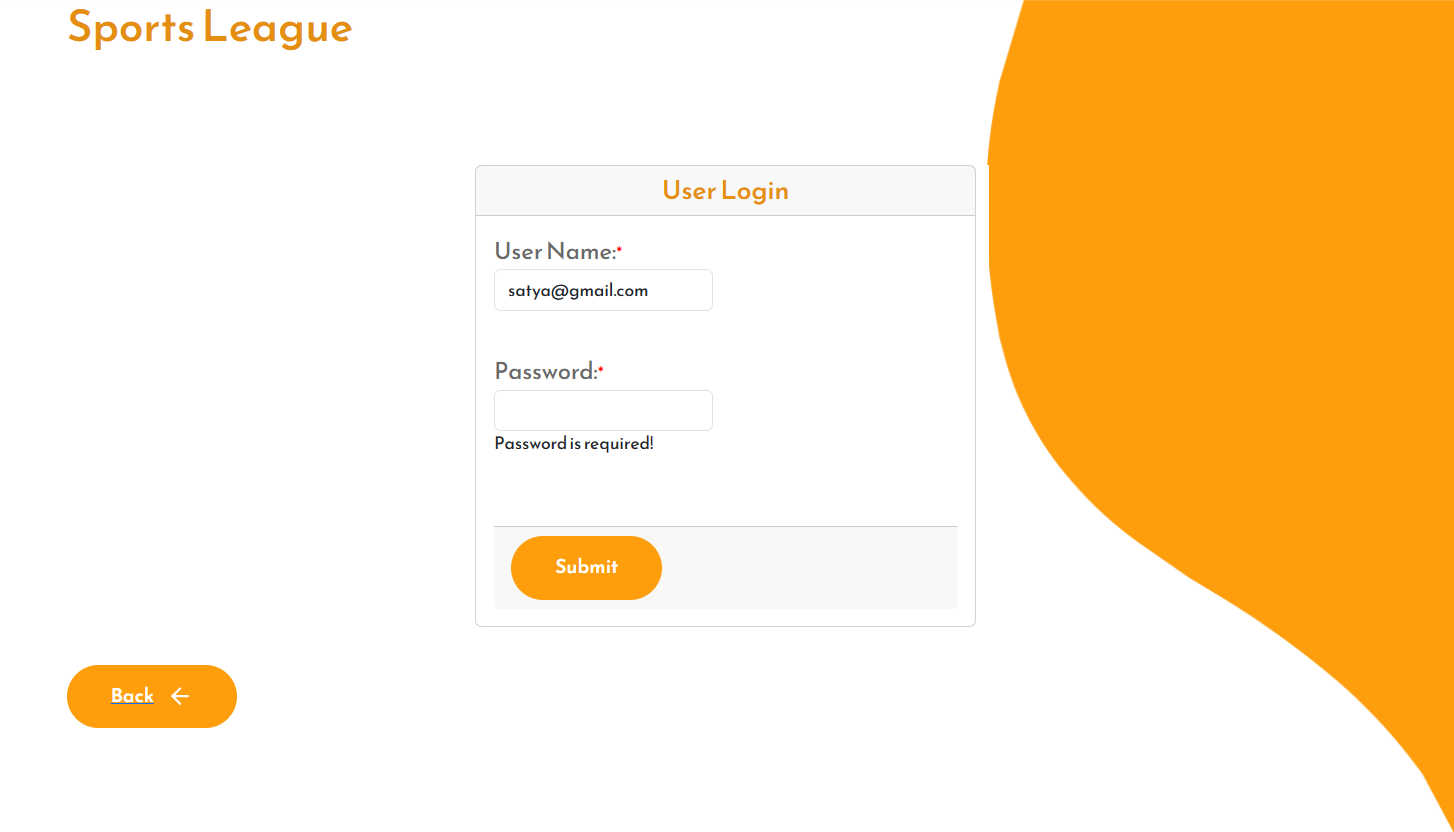 Sports League
User Login
User Name:*
satya@gmail.com
Password:*
Password is required!
Submit
Back